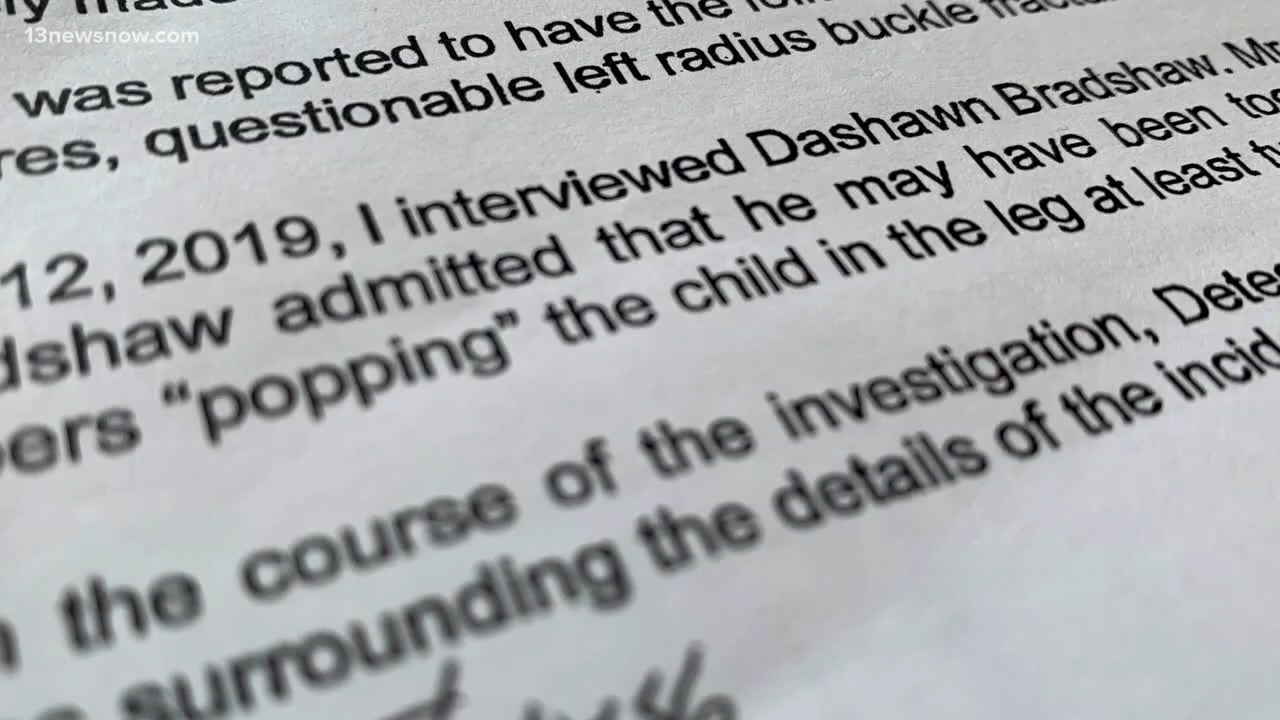 13newsnow.com
was reported to have the
res, questionable left radius buckle
12, 2019, I interviewed Dashawn Bradshaw. Mr
dshaw admitted that he may have been too
ers “popping” the child in the leg at least
the course of the investigation, Dete
surrounding the details of the incid